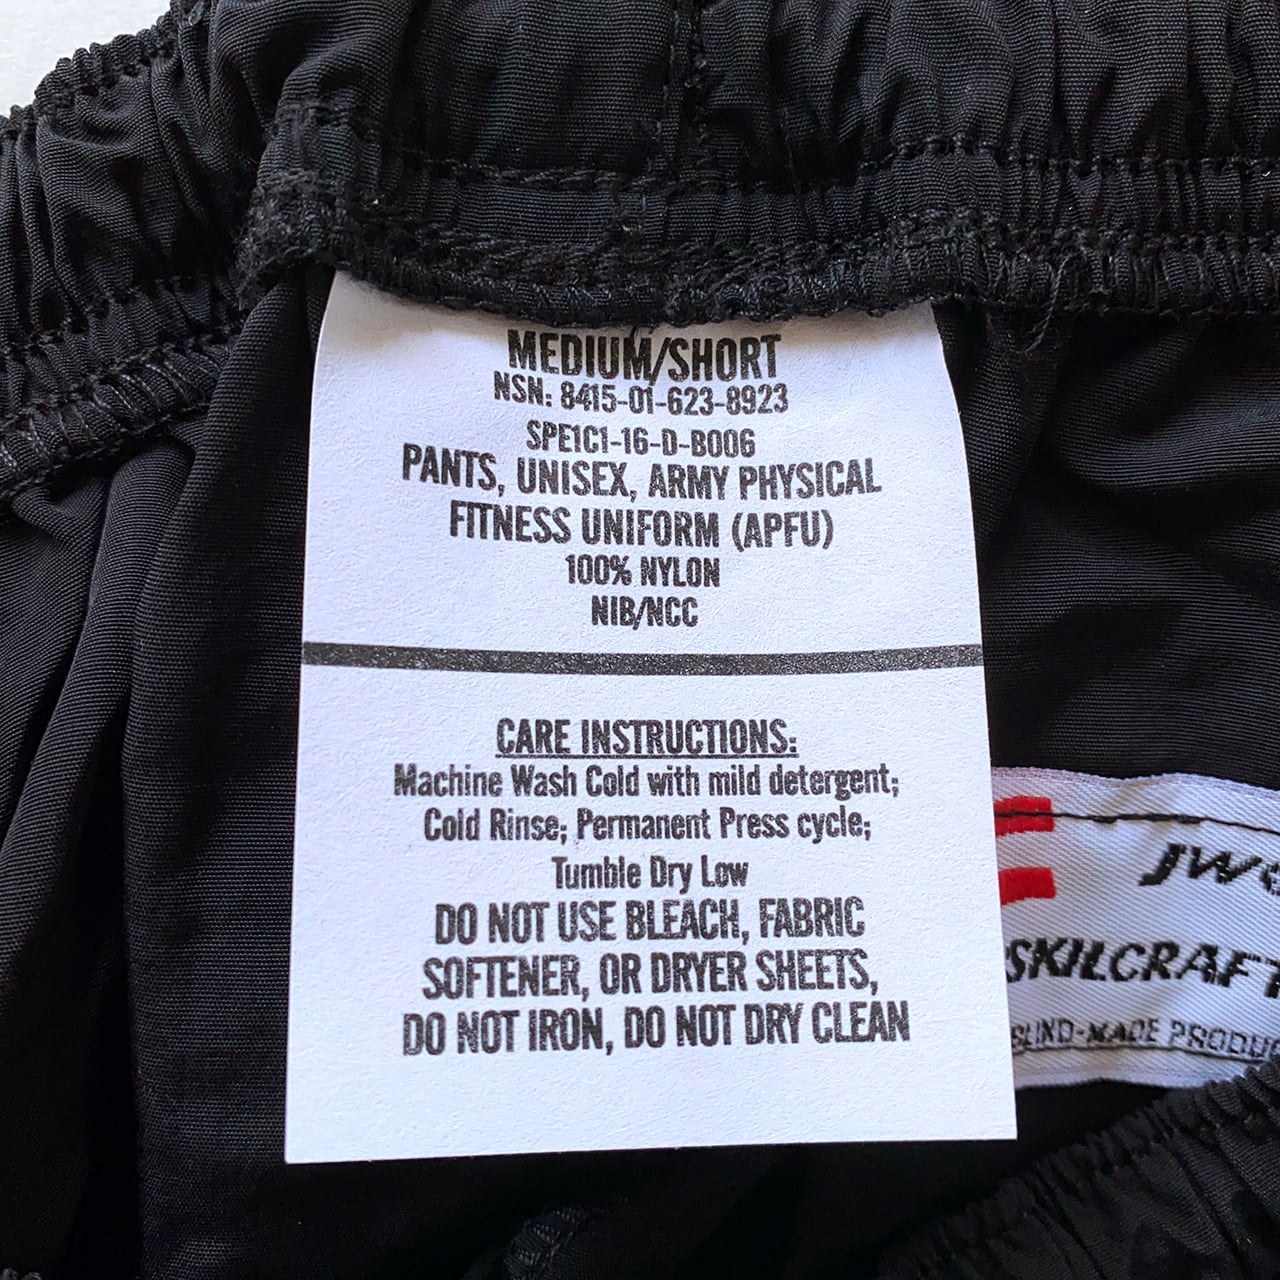 MEDIUM/SHORT
NSN: 8415-01-623-8923
SPE1C1-16-D-B006
PANTS, UNISEX, ARMY PHYSICAL
FITNESS UNIFORM (APFU)
100% NYLON
NIB/NCC
CARE INSTRUCTIONS:
Machine Wash Cold with mild detergent;
Cold Rinse; Permanent Press cycle;
Tumble Dry Low
DO NOT USE BLEACH, FABRIC
SOFTENER, OR DRYER SHEETS,
DO NOT IRON, DO NOT DRY CLEAN
SKILCRAFT